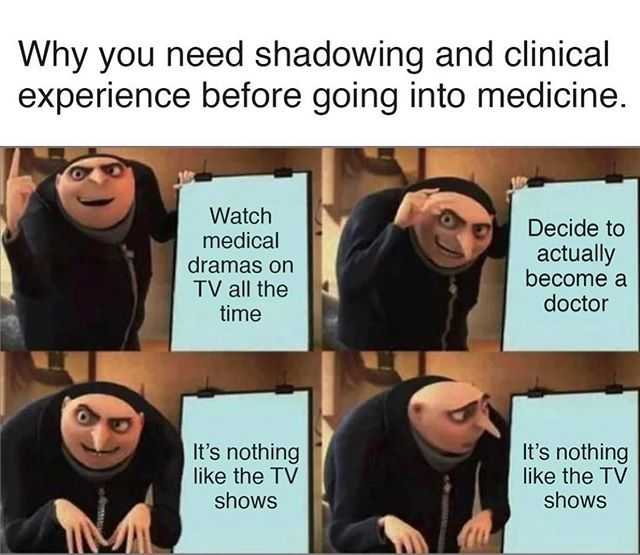 Why you need shadowing and clinical
experience before going into medicine.
Watch
medical
dramas on
TV all the
time
Decide to
actually
become a
doctor
It's nothing
like the TV
shows
It's nothing
like the TV
shows